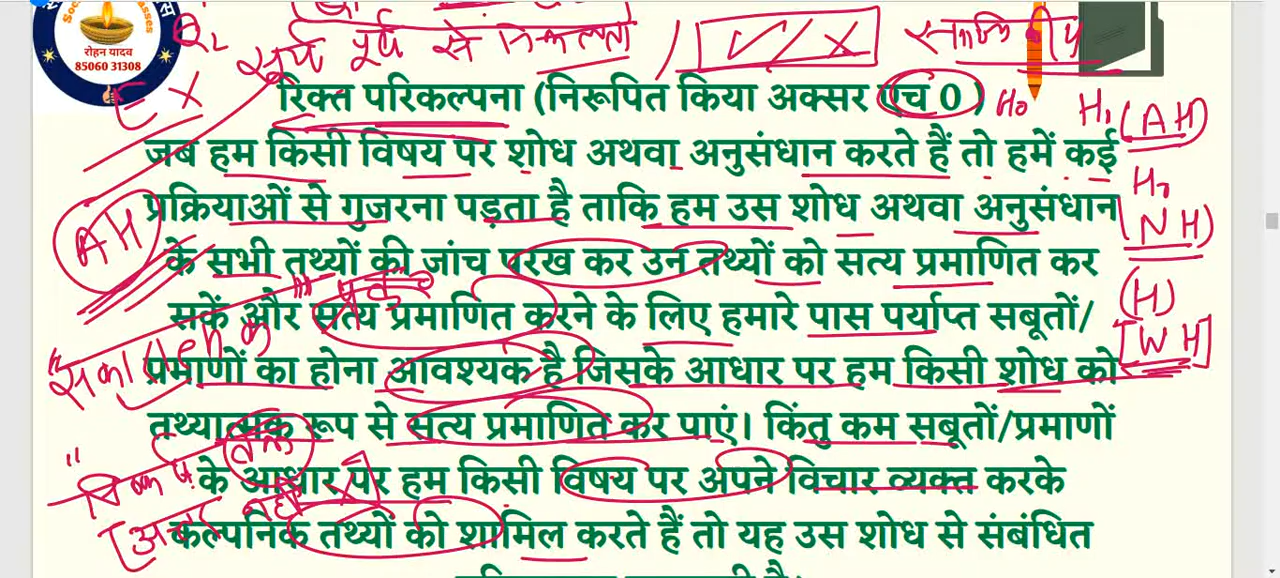 रोहन यादव
85060 31308
Ex
सूर्य पूर्व से निकलता
रिक्त परिकल्पना (निरूपित किया अक्सर एच 0 )
H₀ H₁ (AH)
जब हम किसी विषय पर शोध अथवा अनुसंधान करते हैं तो हमें कई
H₀
प्रक्रियाओं से गुजरना पड़ता है ताकि हम उस शोध अथवा अनुसंधान
(NH)
AH
के सभी तथ्यों की जांच परख कर उन तथ्यों को सत्य प्रमाणित कर
(H)
सकें और सत्य प्रमाणित करने के लिए हमारे पास पर्याप्त सबूतों/
[WH]
प्रमाणों का होना आवश्यक है जिसके आधार पर हम किसी शोध को
तथ्यात्मक रूप से सत्य प्रमाणित कर पाएं। किंतु कम सबूतों/प्रमाणों
के आधार पर हम किसी विषय पर अपने विचार व्यक्त करके
कल्पनिक तथ्यों को शामिल करते हैं तो यह उस शोध से संबंधित